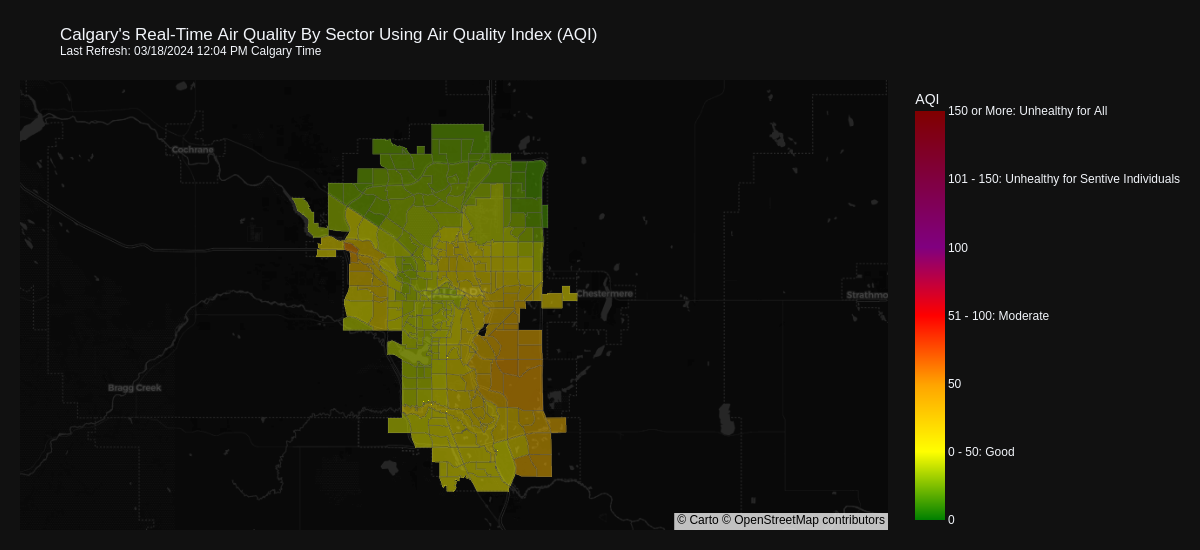 Calgary's Real-Time Air Quality By Sector Using Air Quality Index (AQI)
Last Refresh: 03/18/2024 12:04 PM Calgary Time
AQI
150 or More: Unhealthy for All
Cochrane
101 - 150: Unhealthy for Sentive Individuals
100
CALGARY
Chestermere
Strathmo
51 - 100: Moderate
50
Bragg Creek
0 - 50: Good
0
© Carto © OpenStreetMap contributors